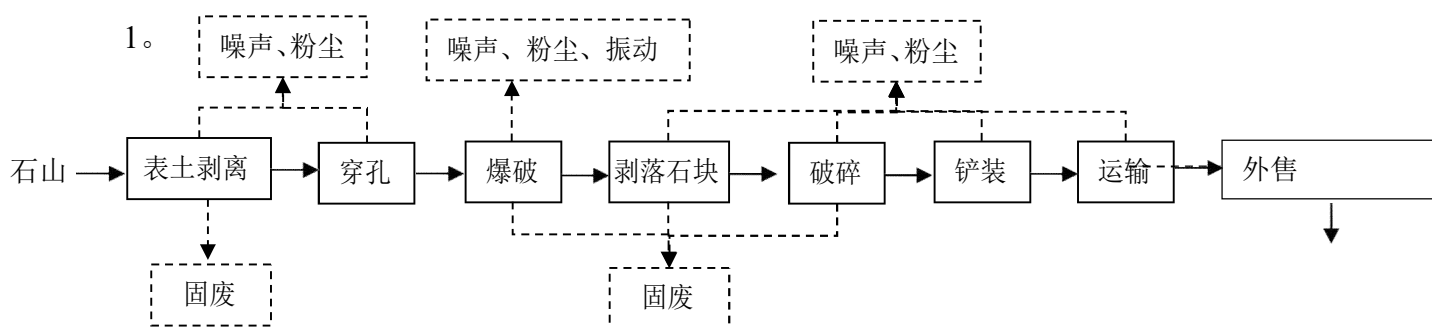 1。
噪声、粉尘
噪声、粉尘、振动
噪声、粉尘
石山
表土剥离
穿孔
爆破
剥落石块
破碎
铲装
运输
外售
固废
固废